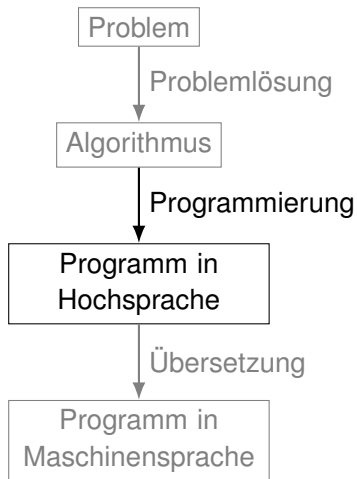 Problem
Problemlösung
Algorithmus
Programmierung
Programm in
Hochsprache
Übersetzung
Programm in
Maschinensprache